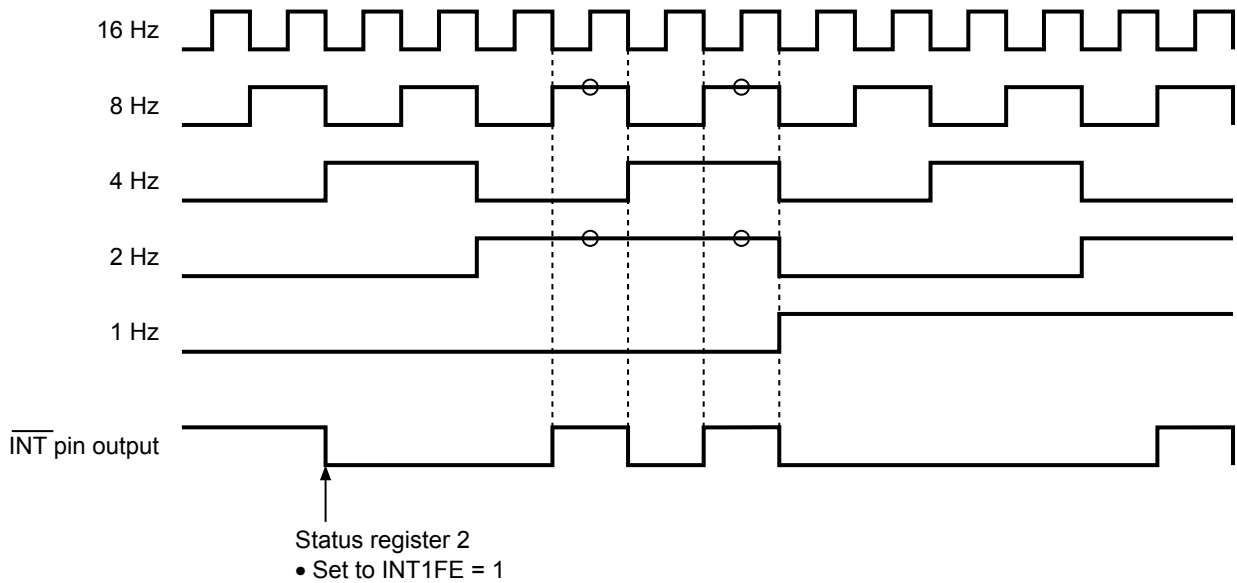 16 Hz
8 Hz
4 Hz
2 Hz
1 Hz
INT pin output
Status register 2
• Set to INT1FE = 1